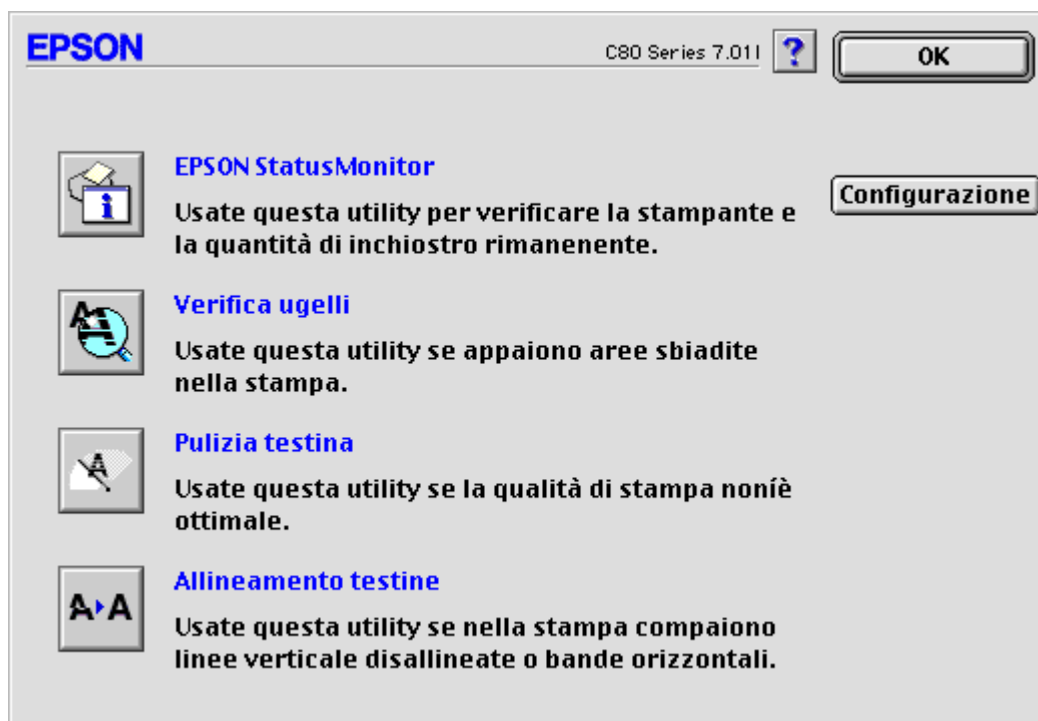 EPSON
C80 Series 7.01I
?
OK
EPSON StatusMonitor
Usate questa utility per verificare la stampante e
la quantità di inchiostro rimanenente.
Configurazione
Verifica ugelli
Usate questa utility se appaiono aree sbiadite
nella stampa.
Pulizia testina
Usate questa utility se la qualità di stampa noníè
ottimale.
Allineamento testine
Usate questa utility se nella stampa compaiono
linee verticale disallineate o bande orizzontali.